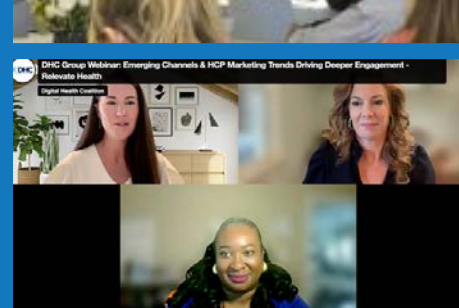 DHC
DHC Group Webinar: Emerging Channels & HCP Marketing Trends Driving Deeper Engagement -
Relevate Health
Digital Health Coalition